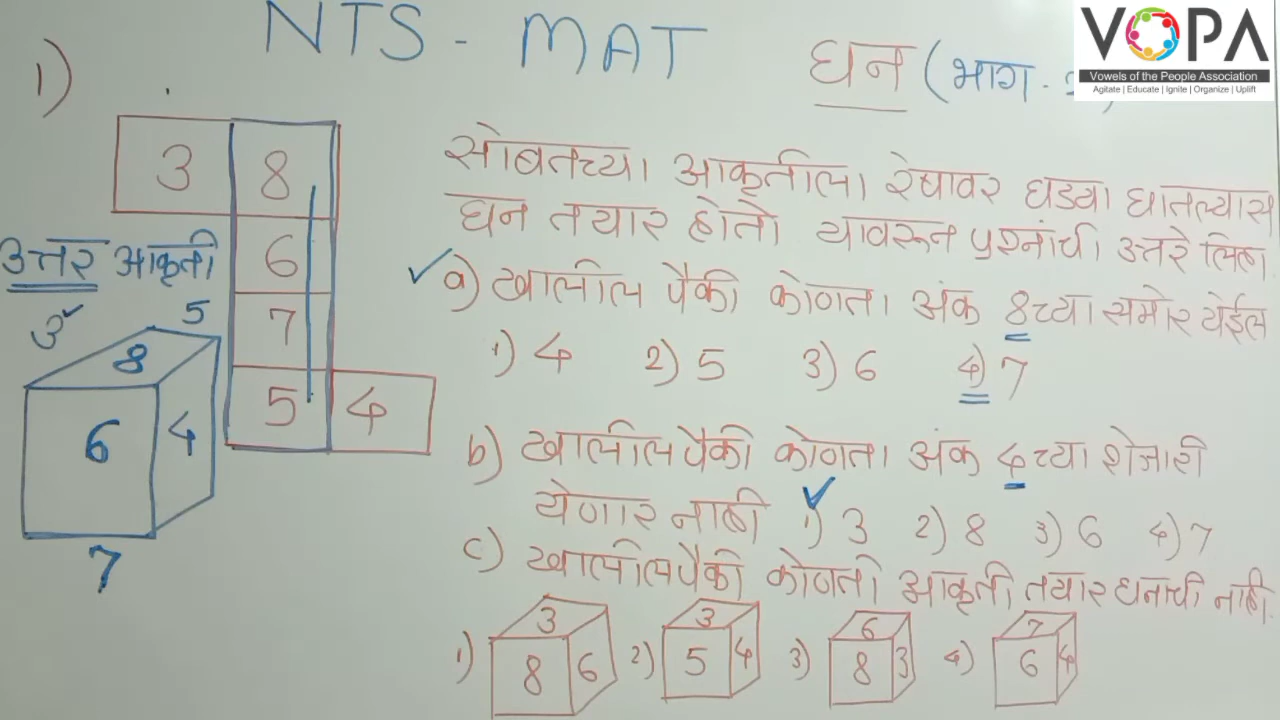 NTS - MAT
घन (भाग -
VOPA
Vowels of the People Association
Agitate | Educate | Ignite | Organize | Uplift
1)
3 8
6
7
5 4
सोबतच्या आकृतीला रेषावर घड्या घातल्यास
घन तयार होतो यावरून प्रश्नांची उत्तरे लिहा.
a) खालील पैकी कोणता अंक 8च्या समोर येईल
1) 4 2) 5 3) 6 4) 7
b) खालीलपैकी कोणता अंक 4च्या शेजारी
येणार नाही 1) 3 2) 8 3) 6 4) 7
c) खालीलपैकी कोणती आकृती तयार घनाची नाही.
1) 3 8 6 2) 3 5 4 3) 6 8 3 4) 7 6 4
उत्तर आकृती
3 5
8
6 4
7